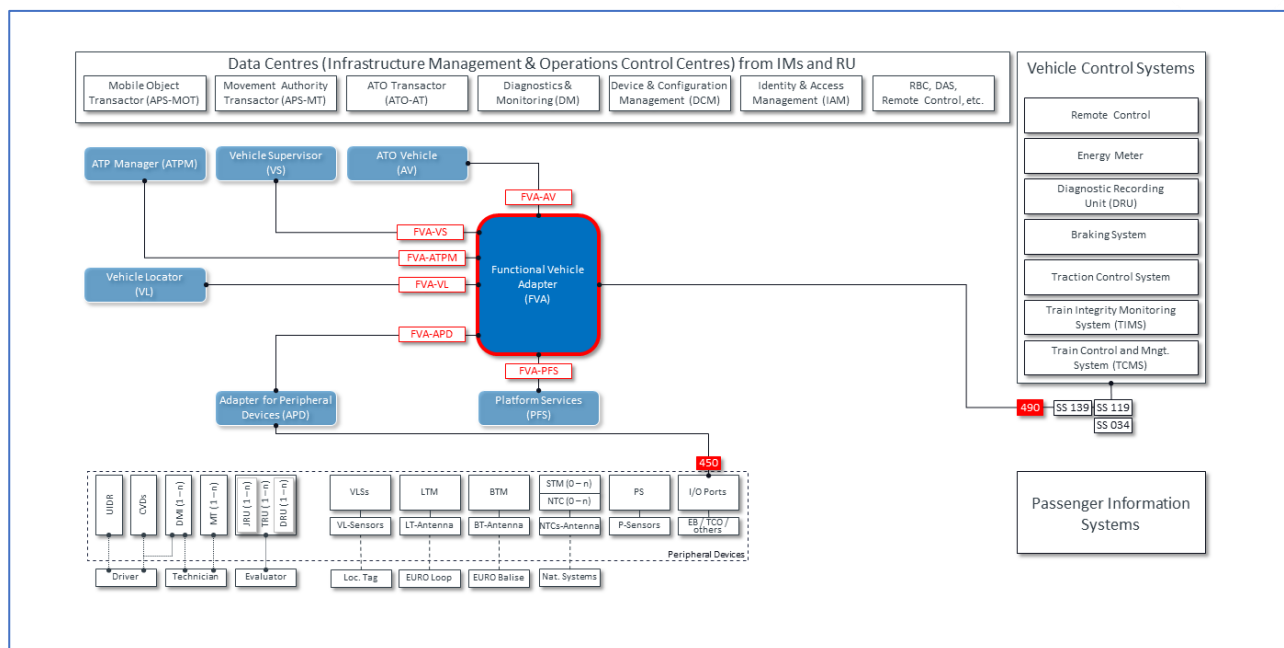 Data Centres (Infrastructure Management & Operations Control Centres) from IMs and RU
Mobile Object
Transactor (APS-MOT)
Movement Authority
Transactor (APS-MT)
ATO Transactor
(ATO-AT)
Diagnostics &
Monitoring (DM)
Device & Configuration
Management (DCM)
Identity & Access
Management (IAM)
RBC, DAS,
Remote Control, etc.
Vehicle Control Systems
Remote Control
Energy Meter
Diagnostic Recording
Unit (DRU)
Braking System
Traction Control System
Train Integrity Monitoring
System (TIMS)
Train Control and Mngt.
System (TCMS)
ATP Manager (ATPM)
Vehicle Supervisor
(VS)
ATO Vehicle
(AV)
FVA-AV
FVA-VS
FVA-ATPM
FVA-VL
FVA-APD
FVA-PFS
Functional Vehicle
Adapter
(FVA)
Vehicle Locator
(VL)
Adapter for Peripheral
Devices (APD)
Platform Services
(PFS)
490
SS 139
SS 119
SS 034
450
UIDR
CVDs
DMI (1 – n)
MT (1 – n)
JRU (1 – n)
TRU (1 – n)
DRU (1 – n)
VLSs
VL-Sensors
LTM
LT-Antenna
BTM
BT-Antenna
STM (0 – n)
NTC (0 – n)
NTCs-Antenna
PS
P-Sensors
I/O Ports
EB / TCO /
others
Peripheral Devices
Driver
Technician
Evaluator
Loc. Tag
EURO Loop
EURO Balise
Nat. Systems
Passenger Information
Systems